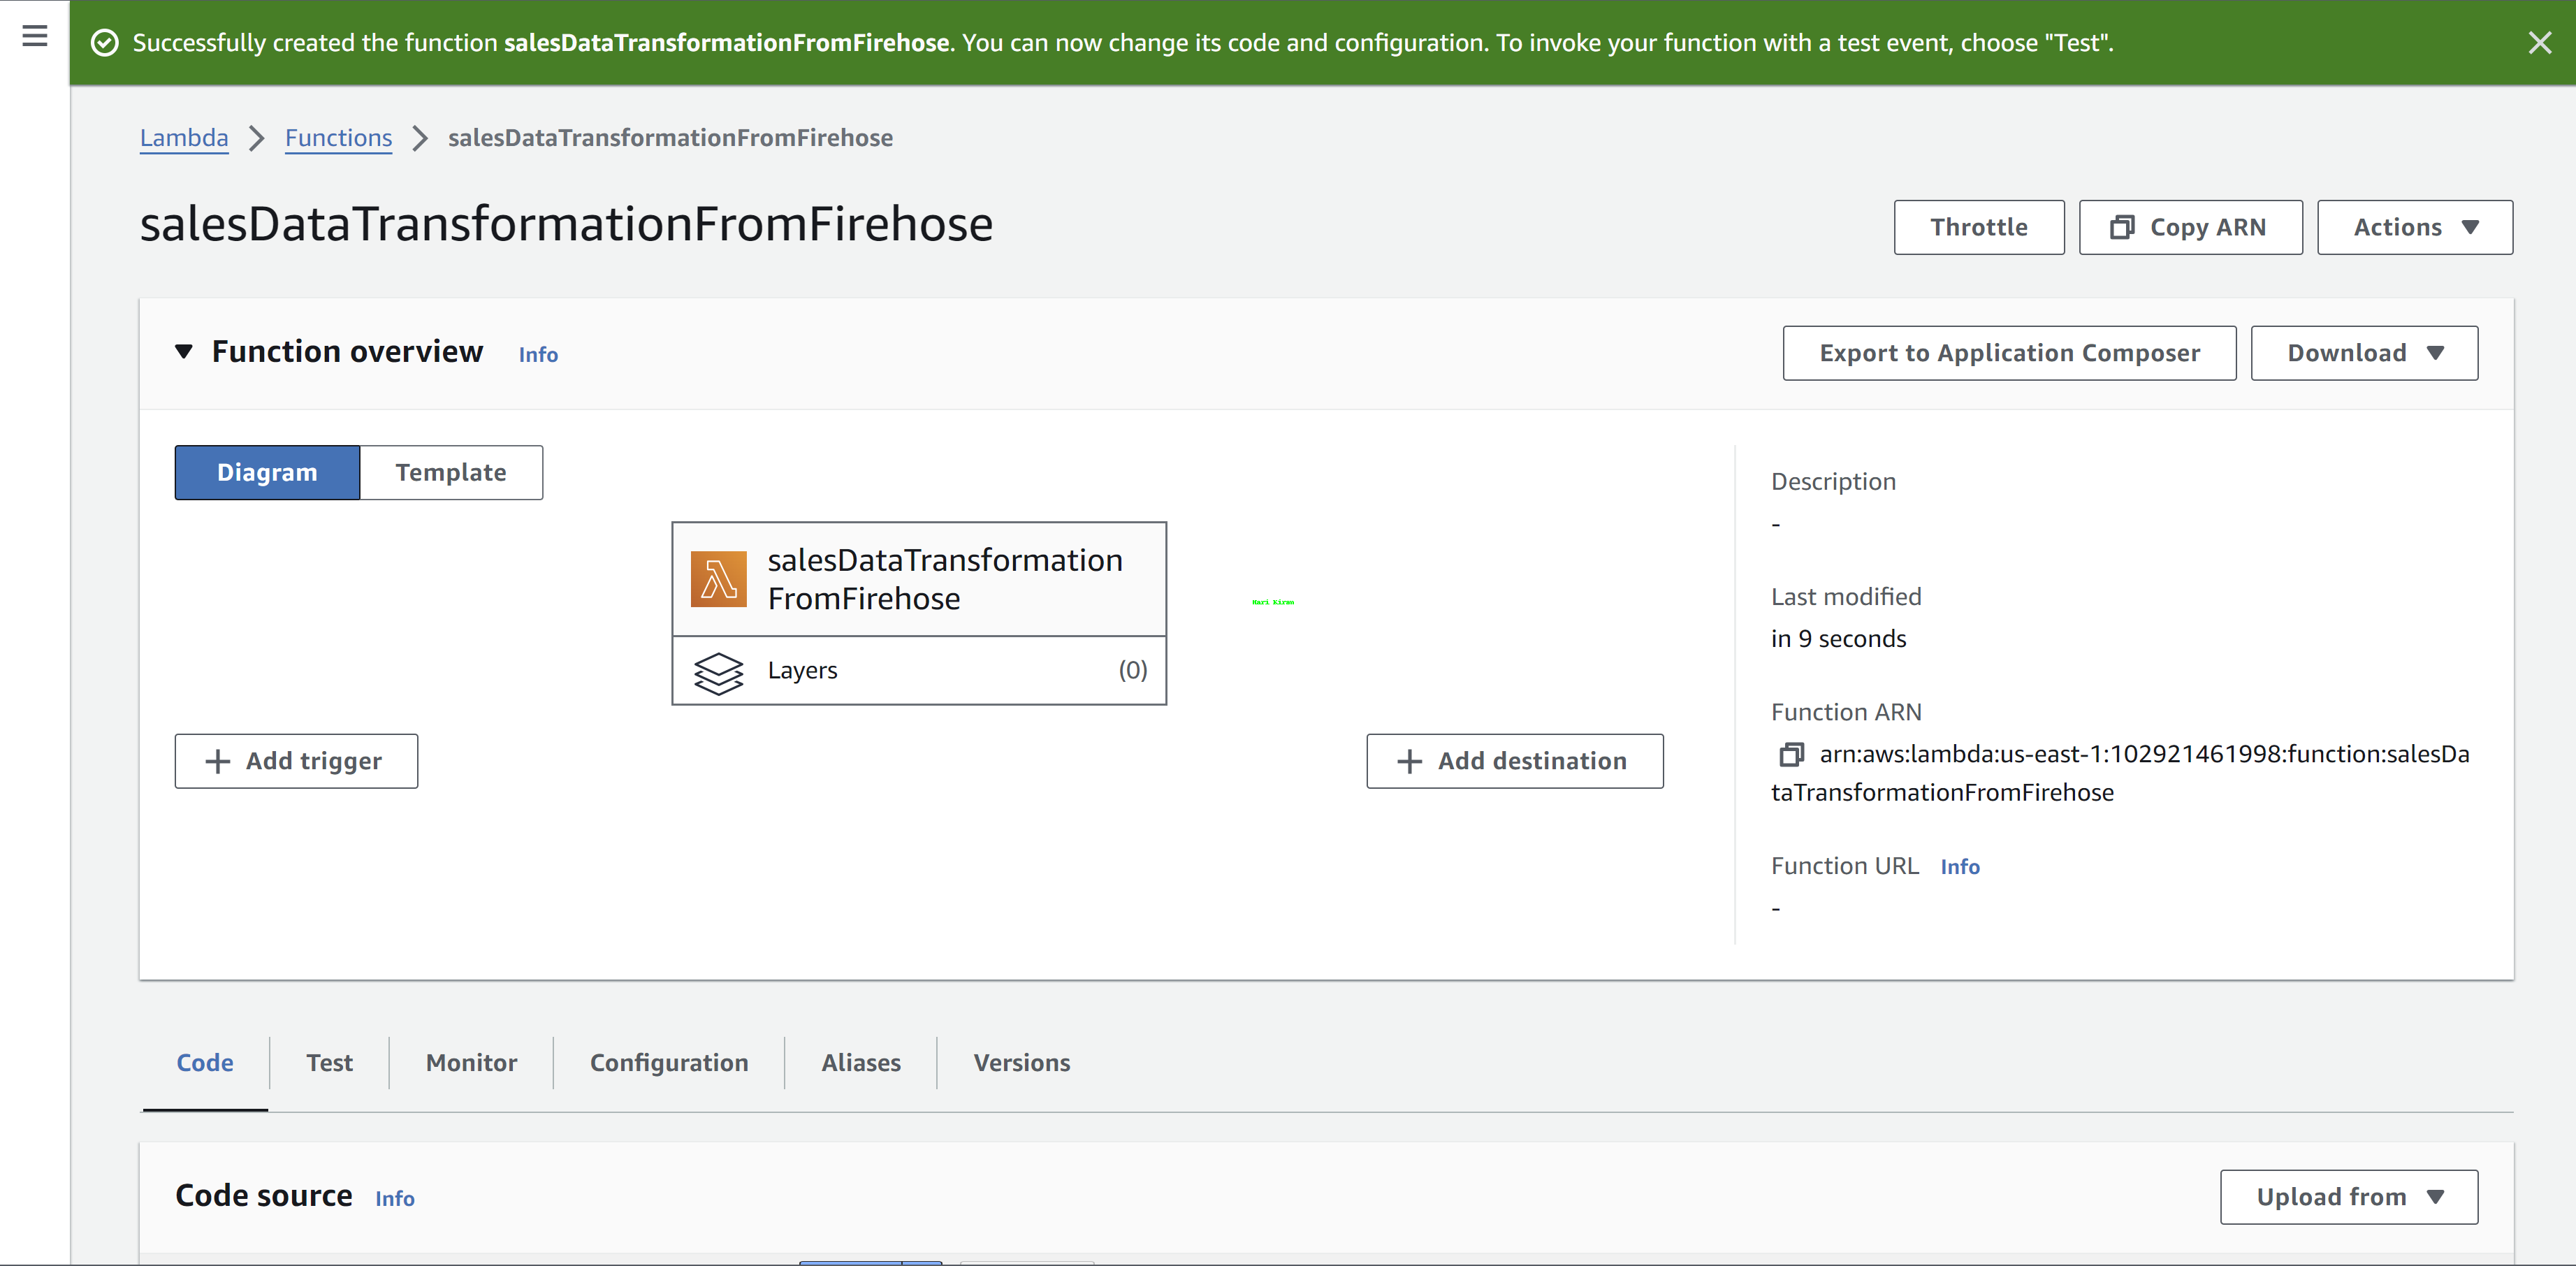 Successfully created the function salesDataTransformationFromFirehose. You can now change its code and configuration. To invoke your function with a test event, choose "Test".
Lambda > Functions > salesDataTransformationFromFirehose
salesDataTransformationFromFirehose
Throttle
Copy ARN
Actions
Function overview Info
Export to Application Composer
Download
Diagram
Template
salesDataTransformation
FromFirehose
Layers (0)
Hari Kiran
Add trigger
Add destination
Description
-
Last modified
in 9 seconds
Function ARN
arn:aws:lambda:us-east-1:102921461998:function:salesDa
taTransformationFromFirehose
Function URL Info
-
Code
Test
Monitor
Configuration
Aliases
Versions
Code source Info
Upload from